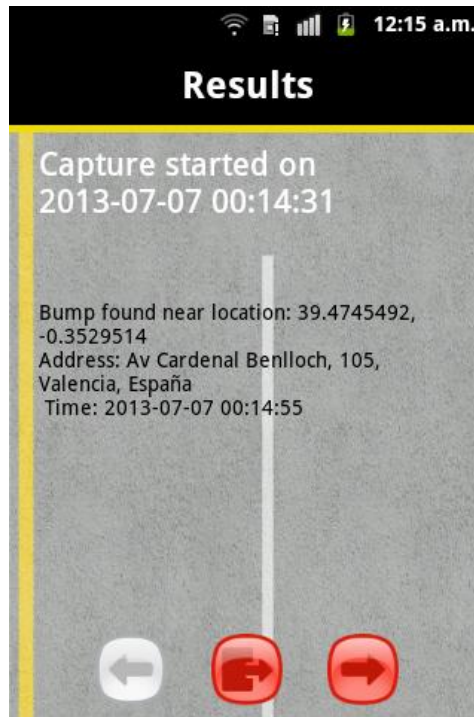 12:15 a.m.
Results
Capture started on
2013-07-07 00:14:31
Bump found near location: 39.4745492,
-0.3529514
Address: Av Cardenal Benlloch, 105,
Valencia, España
Time: 2013-07-07 00:14:55